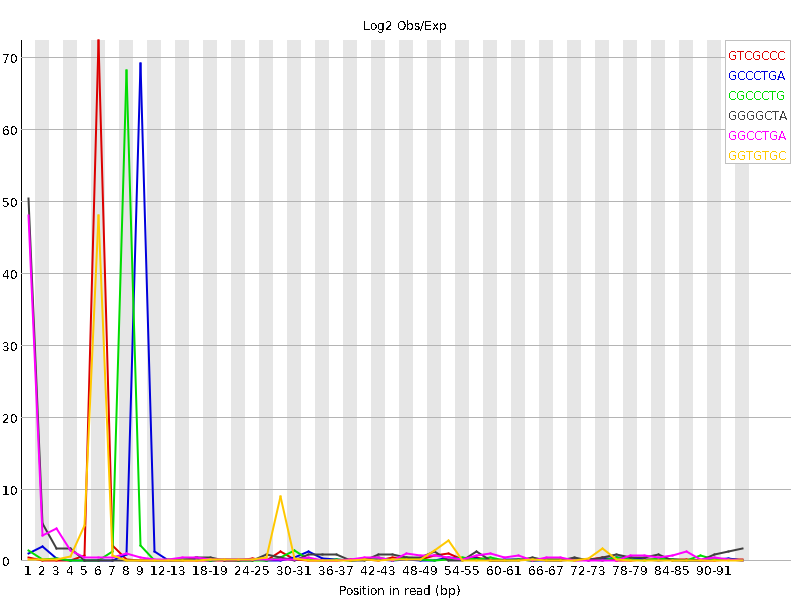 Log2 Obs/Exp
70
60
50
40
30
20
10
0
GTCGCCC
GCCCTGA
CGCCCTG
GGGGCTA
GGCCTGA
GGTGTGC
1 2 3 4 5 6 7 8 9 12-13 18-19 24-25 30-31 36-37 42-43 48-49 54-55 60-61 66-67 72-73 78-79 84-85 90-91
Position in read (bp)